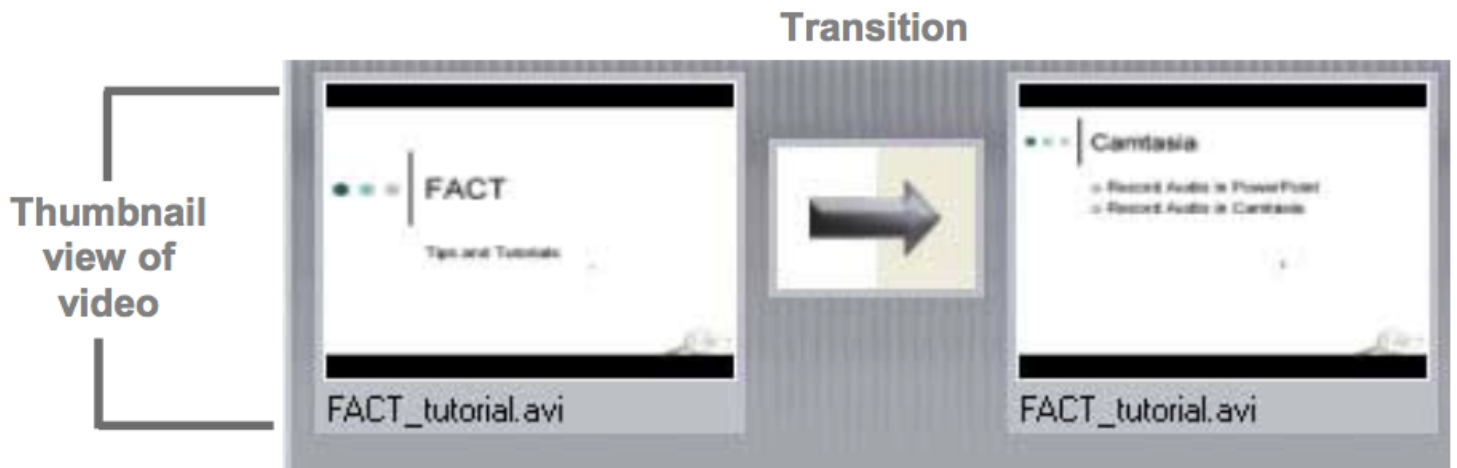 Transition
Thumbnail
view of
video
FACT
Tips and Tutorials
FACT_tutorial.avi
Camtasia
Record Audio in PowerPoint
Record Audio in Camtasia
FACT_tutorial.avi